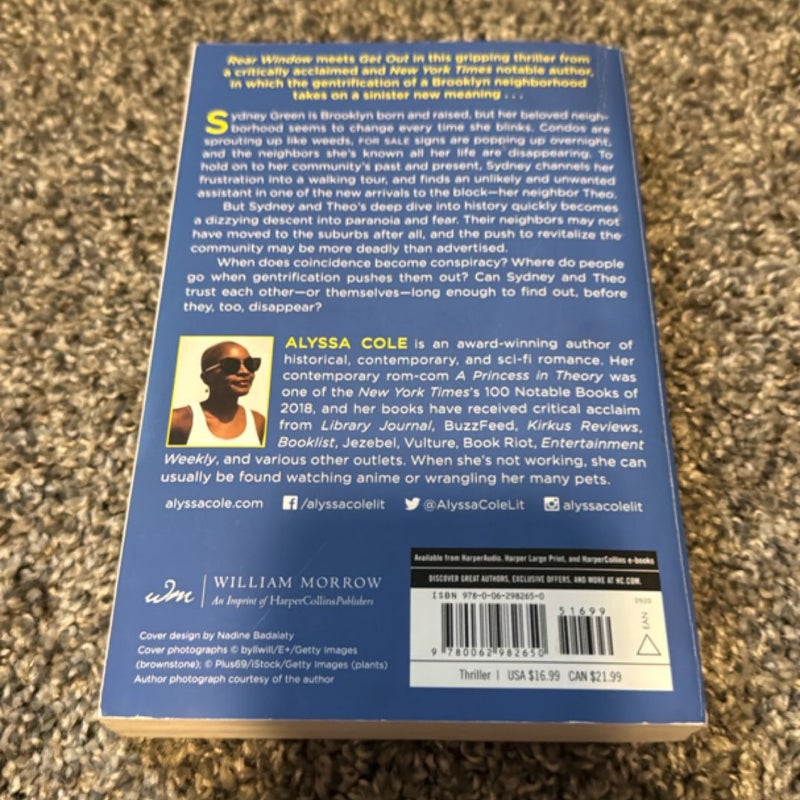 Rear Window meets Get Out in this gripping thriller from
a critically acclaimed and New York Times notable author,
in which the gentrification of a Brooklyn neighborhood
takes on a sinister new meaning . . .
Sydney Green is Brooklyn born and raised, but her beloved neigh-
borhood seems to change every time she blinks. Condos are
sprouting up like weeds, FOR SALE signs are popping up overnight,
and the neighbors she's known all her life are disappearing. To
hold on to her community's past and present, Sydney channels her
frustration into a walking tour, and finds an unlikely and unwanted
assistant in one of the new arrivals to the block—her neighbor Theo.
But Sydney and Theo's deep dive into history quickly becomes
a dizzying descent into paranoia and fear. Their neighbors may not
have moved to the suburbs after all, and the push to revitalize the
community may be more deadly than advertised.
When does coincidence become conspiracy? Where do people
go when gentrification pushes them out? Can Sydney and Theo
trust each other—or themselves—long enough to find out, before
they, too, disappear?
ALYSSA COLE is an award-winning author of
historical, contemporary, and sci-fi romance. Her
contemporary rom-com A Princess in Theory was
one of the New York Times's 100 Notable Books of
2018, and her books have received critical acclaim
from Library Journal, BuzzFeed, Kirkus Reviews,
Booklist, Jezebel, Vulture, Book Riot, Entertainment
Weekly, and various other outlets. When she's not working, she can
usually be found watching anime or wrangling her many pets.
alyssacole.com /alyssacolelit @AlyssaColeLit alyssacolelit
Available from HarperAudio, Harper Large Print, and HarperCollins e-books
DISCOVER GREAT AUTHORS, EXCLUSIVE OFFERS, AND MORE AT HC.COM.
wm WILLIAM MORROW
An Imprint of HarperCollinsPublishers
ISBN 978-0-06-298265-0
51699
0920
EAN
9 780062 982650
Thriller | USA $16.99 CAN $21.99
Cover design by Nadine Badalaty
Cover photographs © byllwill/E+/Getty Images
(brownstone); © Plus69/iStock/Getty Images (plants)
Author photograph courtesy of the author